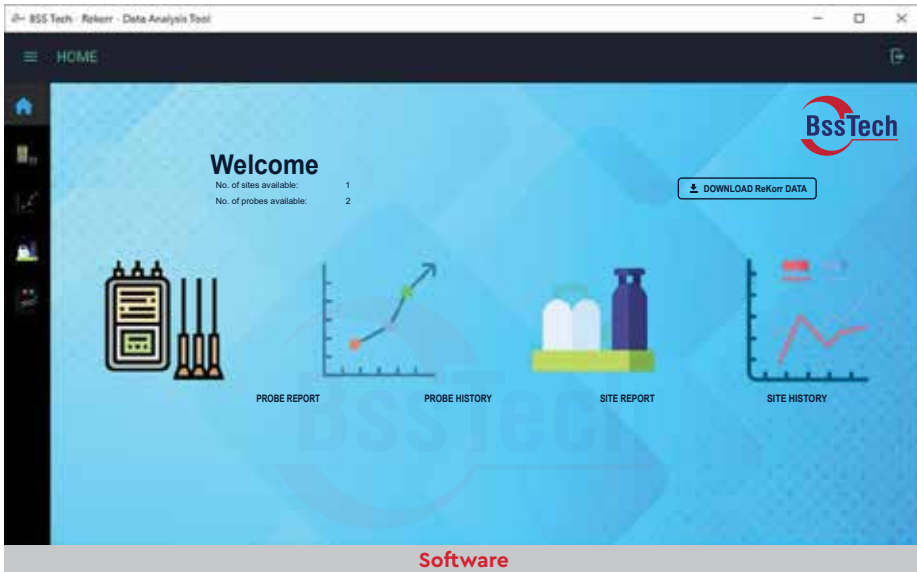 BSS Tech - Rekorr - Data Analysis Tool
HOME
BssTech
Welcome
No. of sites available: 1
No. of probes available: 2
DOWNLOAD ReKorr DATA
PROBE REPORT PROBE HISTORY SITE REPORT SITE HISTORY
BssTech
Software